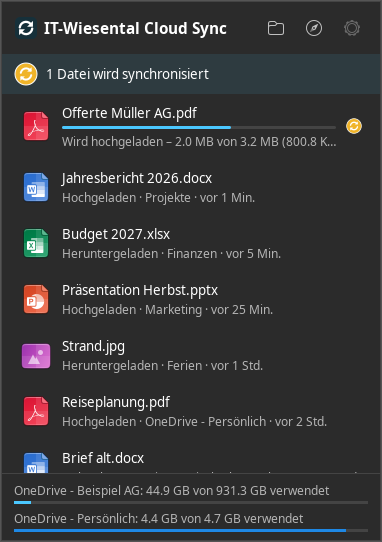 IT-Wiesental Cloud Sync
1 Datei wird synchronisiert
Offerte Müller AG.pdf
Wird hochgeladen – 2.0 MB von 3.2 MB (800.8 K...
Jahresbericht 2026.docx
Hochgeladen · Projekte · vor 1 Min.
Budget 2027.xlsx
Heruntergeladen · Finanzen · vor 5 Min.
Präsentation Herbst.pptx
Hochgeladen · Marketing · vor 25 Min.
Strand.jpg
Heruntergeladen · Ferien · vor 1 Std.
Reiseplanung.pdf
Hochgeladen · OneDrive - Persönlich · vor 2 Std.
Brief alt.docx
OneDrive - Beispiel AG: 44.9 GB von 931.3 GB verwendet
OneDrive - Persönlich: 4.4 GB von 4.7 GB verwendet